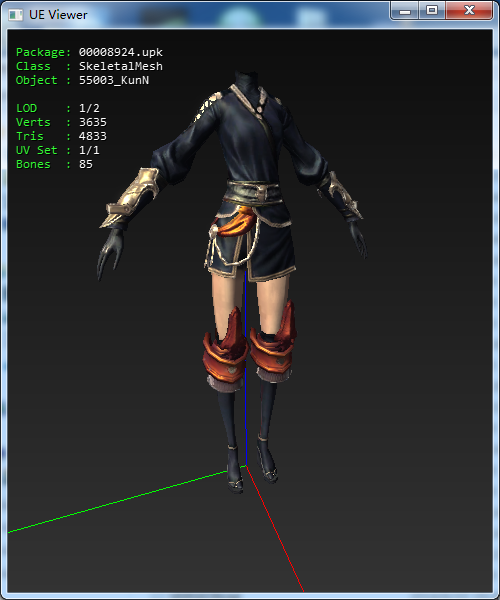 UE Viewer
Package: 00008924.upk
Class : SkeletalMesh
Object : 55003_KunN
LOD : 1/2
Verts : 3635
Tris : 4833
UV Set : 1/1
Bones : 85